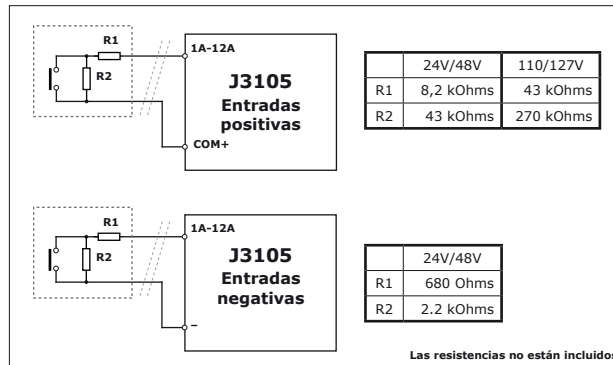 R1
R2
1A-12A
J3105
Entradas
positivas
COM+
24V/48V 110/127V
R1 8,2 kOhms 43 kOhms
R2 43 kOhms 270 kOhms
R1
R2
1A-12A
J3105
Entradas
negativas
–
24V/48V
R1 680 Ohms
R2 2.2 kOhms
Las resistencias no están incluidos